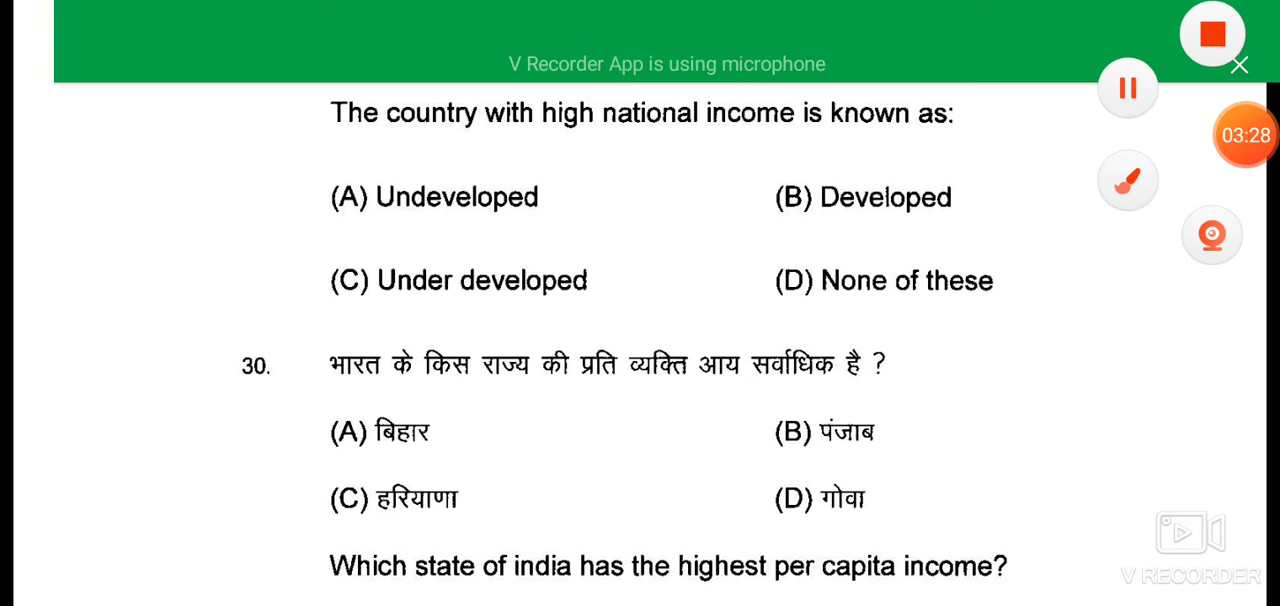 V Recorder App is using microphone
The country with high national income is known as:
03:28
(A) Undeveloped (B) Developed
(C) Under developed (D) None of these
30. भारत के किस राज्य की प्रति व्यक्ति आय सर्वाधिक है ?
(A) बिहार (B) पंजाब
(C) हरियाणा (D) गोवा
Which state of india has the highest per capita income?
V RECORDER